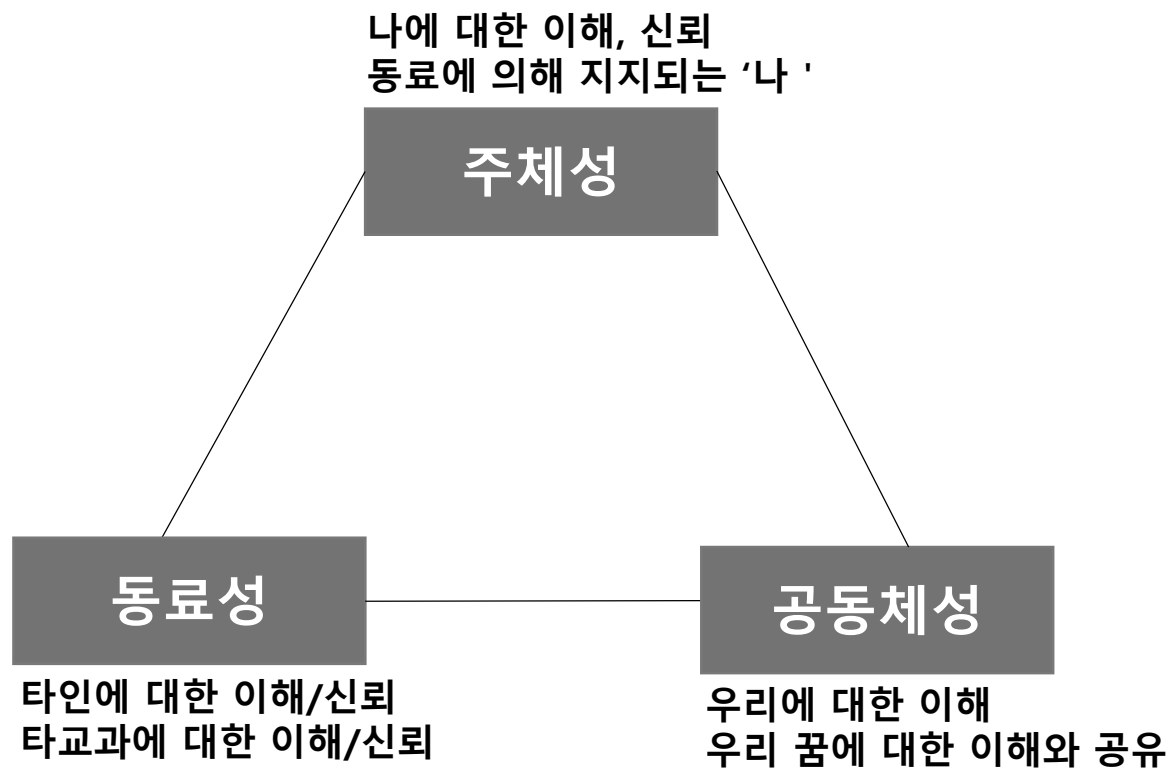 나에 대한 이해, 신뢰
동료에 의해 지지되는 ‘나 '
주체성
동료성
공동체성
타인에 대한 이해/신뢰
타교과에 대한 이해/신뢰
우리에 대한 이해
우리 꿈에 대한 이해와 공유